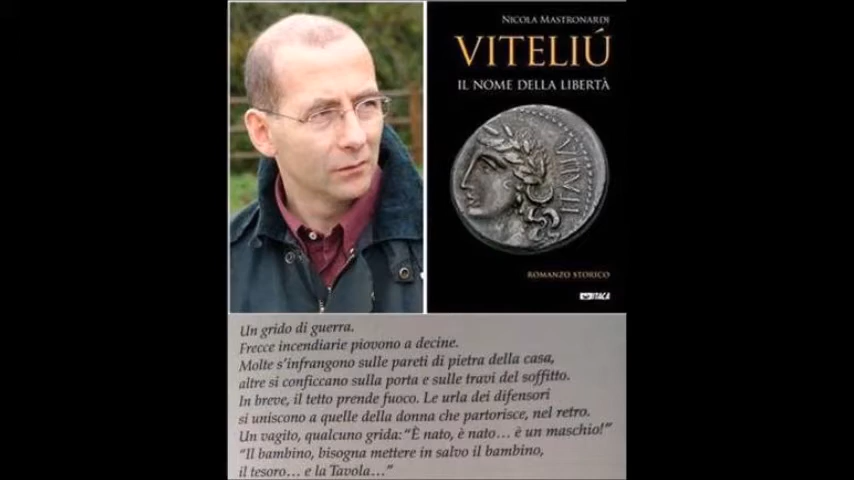 NICOLA MASTRONARDI
VITELIÚ
IL NOME DELLA LIBERTÀ
ROMANZO STORICO
ITACA
Un grido di guerra.
Frecce incendiarie piovono a decine.
Molte s'infrangono sulle pareti di pietra della casa,
altre si conficcano sulla porta e sulle travi del soffitto.
In breve, il tetto prende fuoco. Le urla dei difensori
si uniscono a quelle della donna che partorisce, nel retro.
Un vagito, qualcuno grida: "È nato, è nato… è un maschio!"
"Il bambino, bisogna mettere in salvo il bambino,
il tesoro… e la Tavola…"